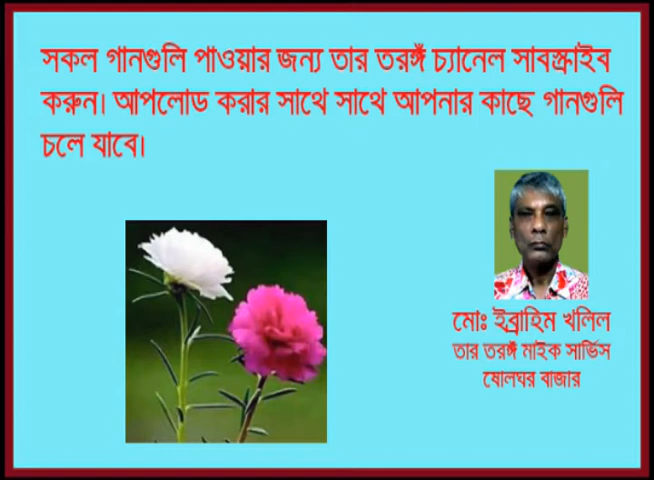 সকল গানগুলি পাওয়ার জন্য তার তরঙ্গঁ চ্যানেল সাবস্ক্রাইব
করুন। আপলোড করার সাথে সাথে আপনার কাছে গানগুলি
চলে যাবে।
মোঃ ইব্রাহিম খলিল
তার তরঙ্গঁ মাইক সার্ভিস
ষোলঘর বাজার